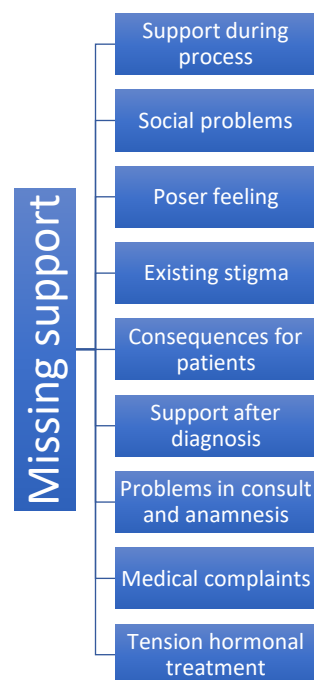 Missing support
Support during
process
Social problems
Poser feeling
Existing stigma
Consequences for
patients
Support after
diagnosis
Problems in consult
and anamnesis
Medical complaints
Tension hormonal
treatment